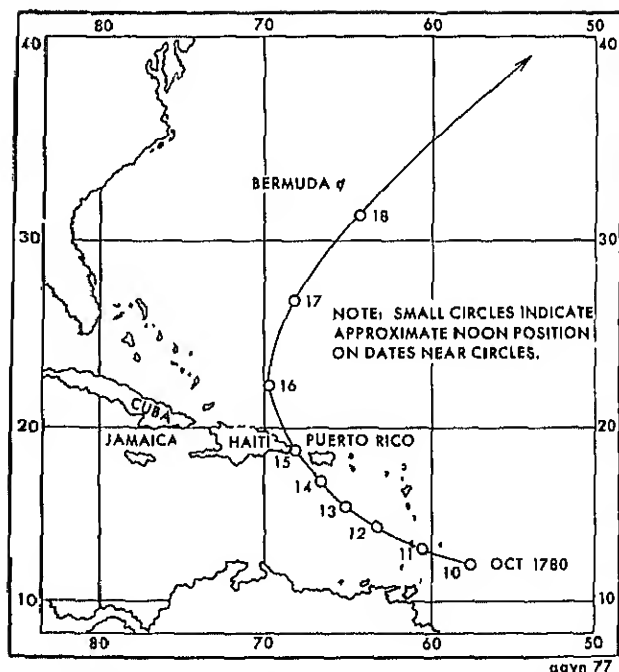 80 70 60 50
40 40
BERMUDA
18
30 30
17
NOTE: SMALL CIRCLES INDICATE
APPROXIMATE NOON POSITION
ON DATES NEAR CIRCLES.
16
CUBA
20 20
JAMAICA HAITI PUERTO RICO
15
14
13
12
11
10 OCT 1780
10 10
80 70 60 50